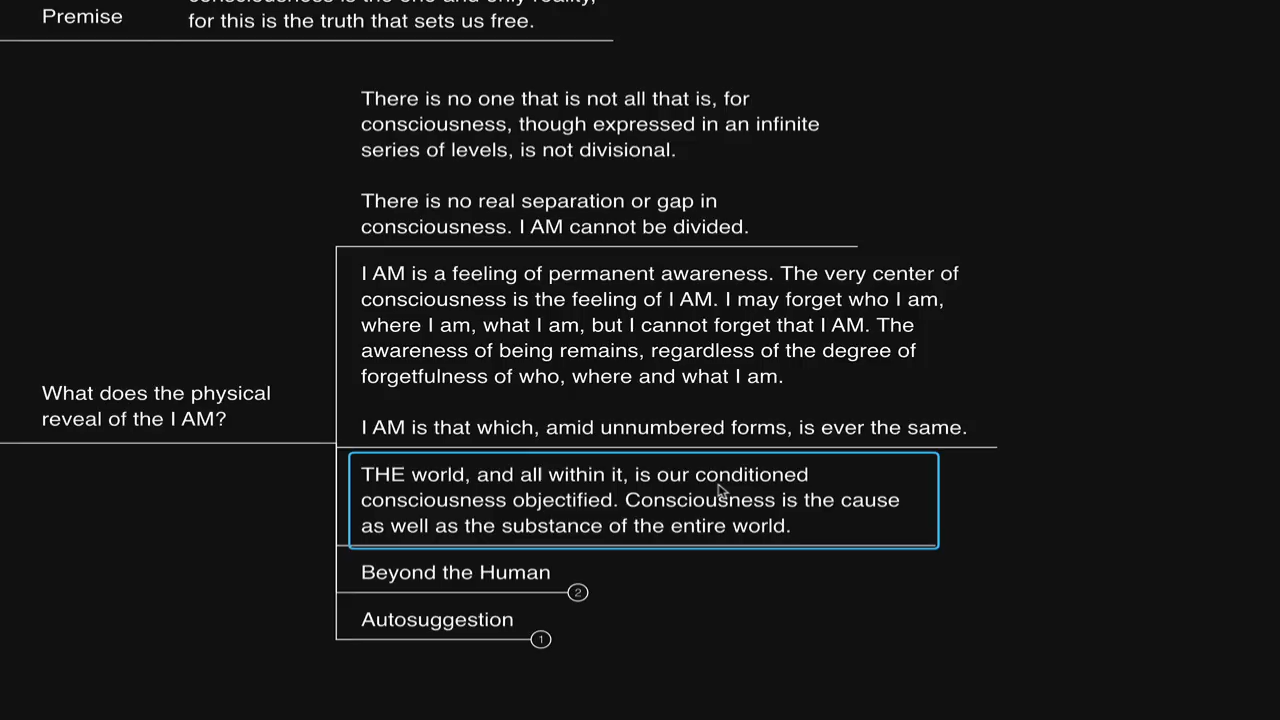 consciousness is the one and only reality,
Premise
for this is the truth that sets us free.
There is no one that is not all that is, for
consciousness, though expressed in an infinite
series of levels, is not divisional.
There is no real separation or gap in
consciousness. I AM cannot be divided.
I AM is a feeling of permanent awareness. The very center of
consciousness is the feeling of I AM. I may forget who I am,
where I am, what I am, but I cannot forget that I AM. The
awareness of being remains, regardless of the degree of
forgetfulness of who, where and what I am.
I AM is that which, amid unnumbered forms, is ever the same.
What does the physical
reveal of the I AM?
THE world, and all within it, is our conditioned
consciousness objectified. Consciousness is the cause
as well as the substance of the entire world.
Beyond the Human
2
Autosuggestion
1